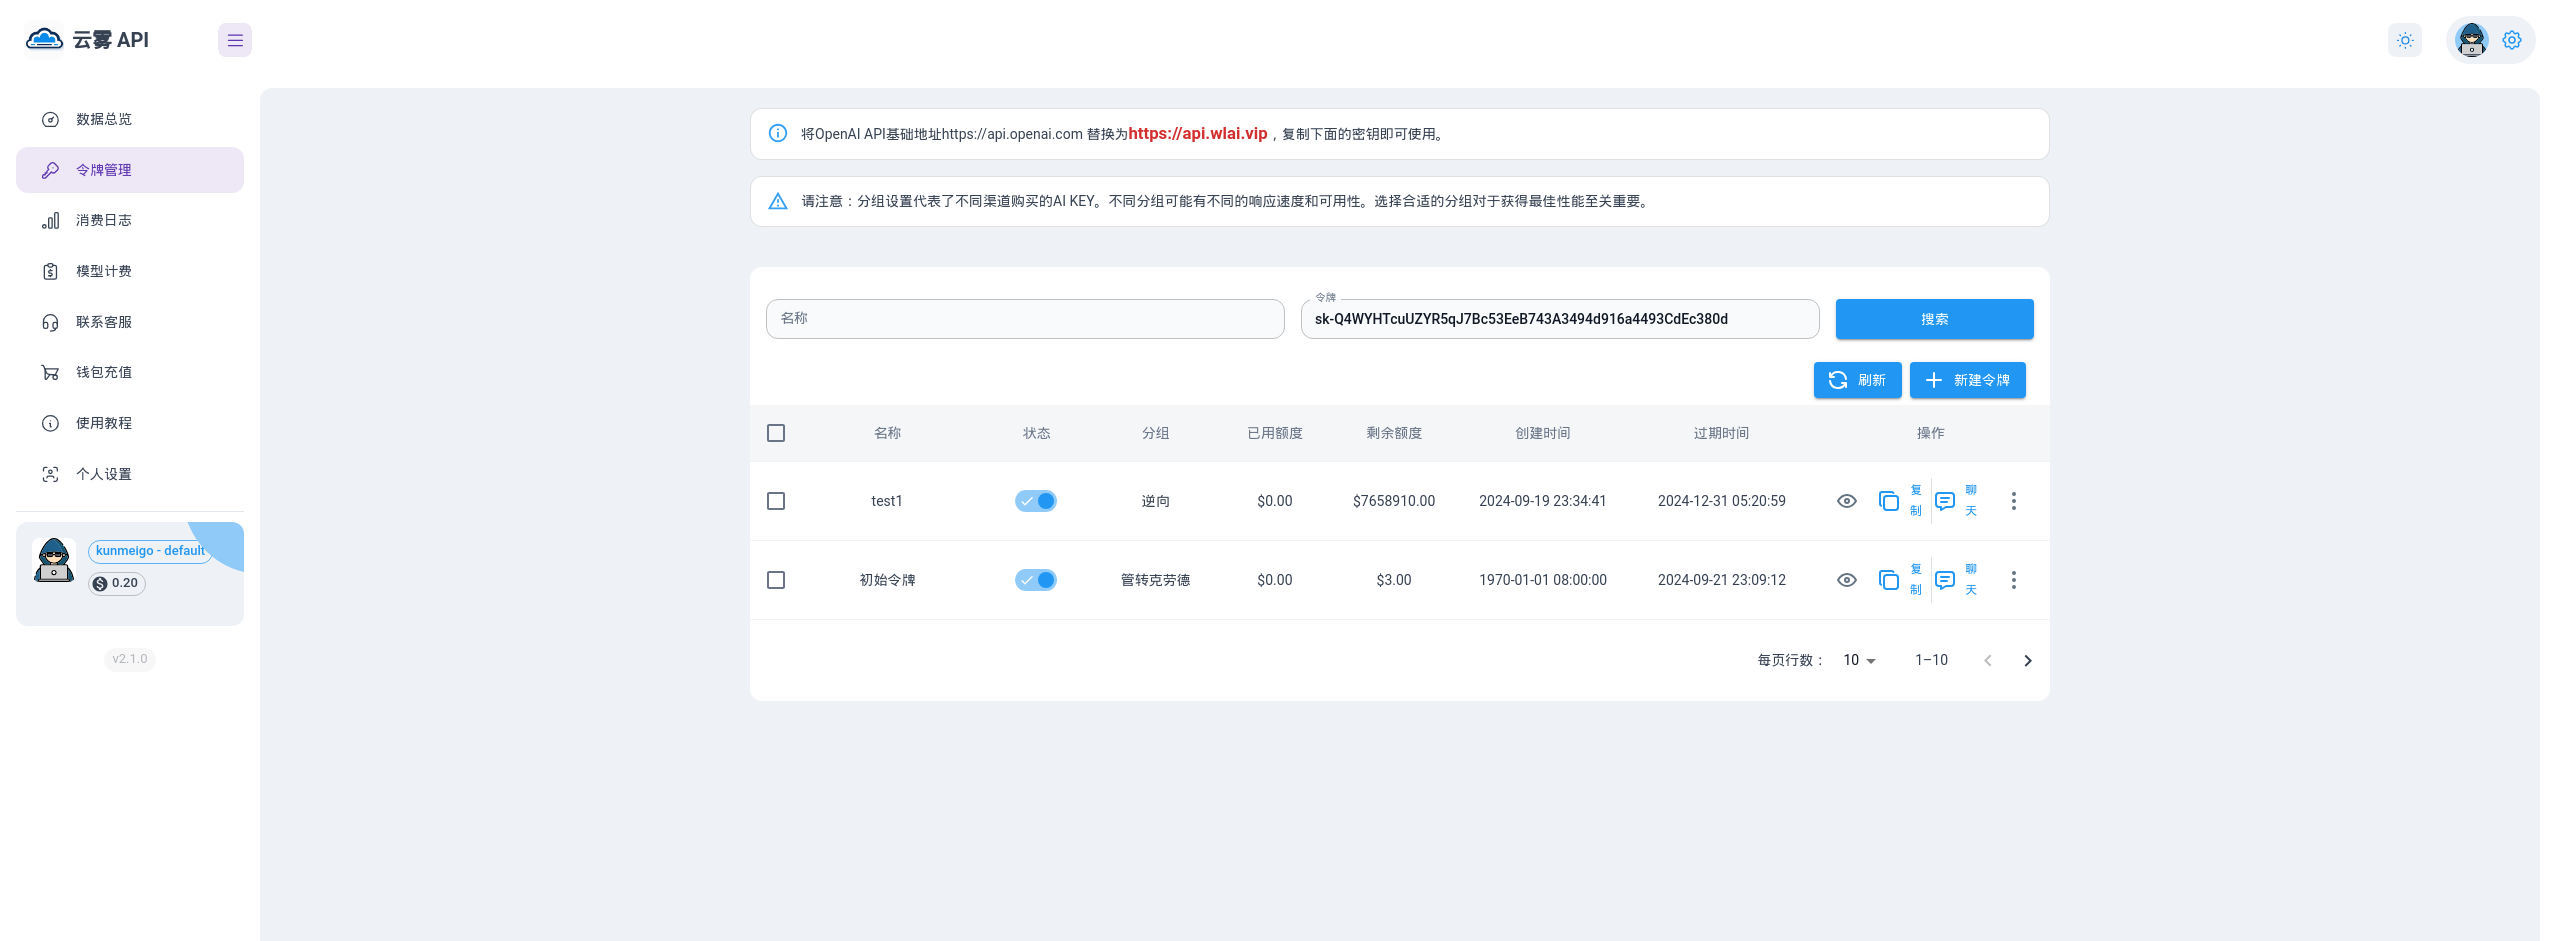 云雾 API
数据总览
令牌管理
消费日志
模型计费
联系客服
钱包充值
使用教程
个人设置
kunmeigo - default
0.20
v2.1.0
将OpenAI API基础地址https://api.openai.com 替换为https://api.wlai.vip，复制下面的密钥即可使用。
请注意：分组设置代表了不同渠道购买的AI KEY。不同分组可能有不同的响应速度和可用性。选择合适的分组对于获得最佳性能至关重要。
名称
令牌
sk-Q4WYHTcuUZYR5qJ7Bc53EeB743A3494d916a4493CdEc380d
搜索
刷新
新建令牌
名称 状态 分组 已用额度 剩余额度 创建时间 过期时间 操作
test1 逆向 $0.00 $7658910.00 2024-09-19 23:34:41 2024-12-31 05:20:59 复制 聊天
初始令牌 管转克劳德 $0.00 $3.00 1970-01-01 08:00:00 2024-09-21 23:09:12 复制 聊天
每页行数： 10 1–10